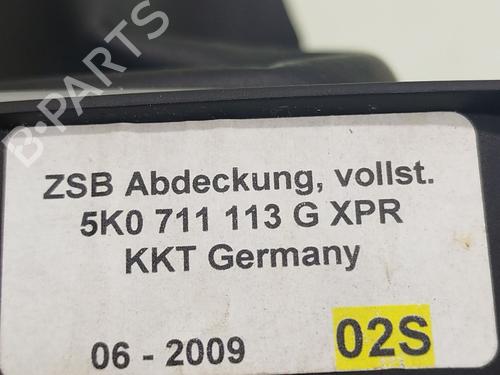 B-PARTS
ZSB Abdeckung, vollst.
5K0 711 113 G XPR
KKT Germany
06 - 2009 02S